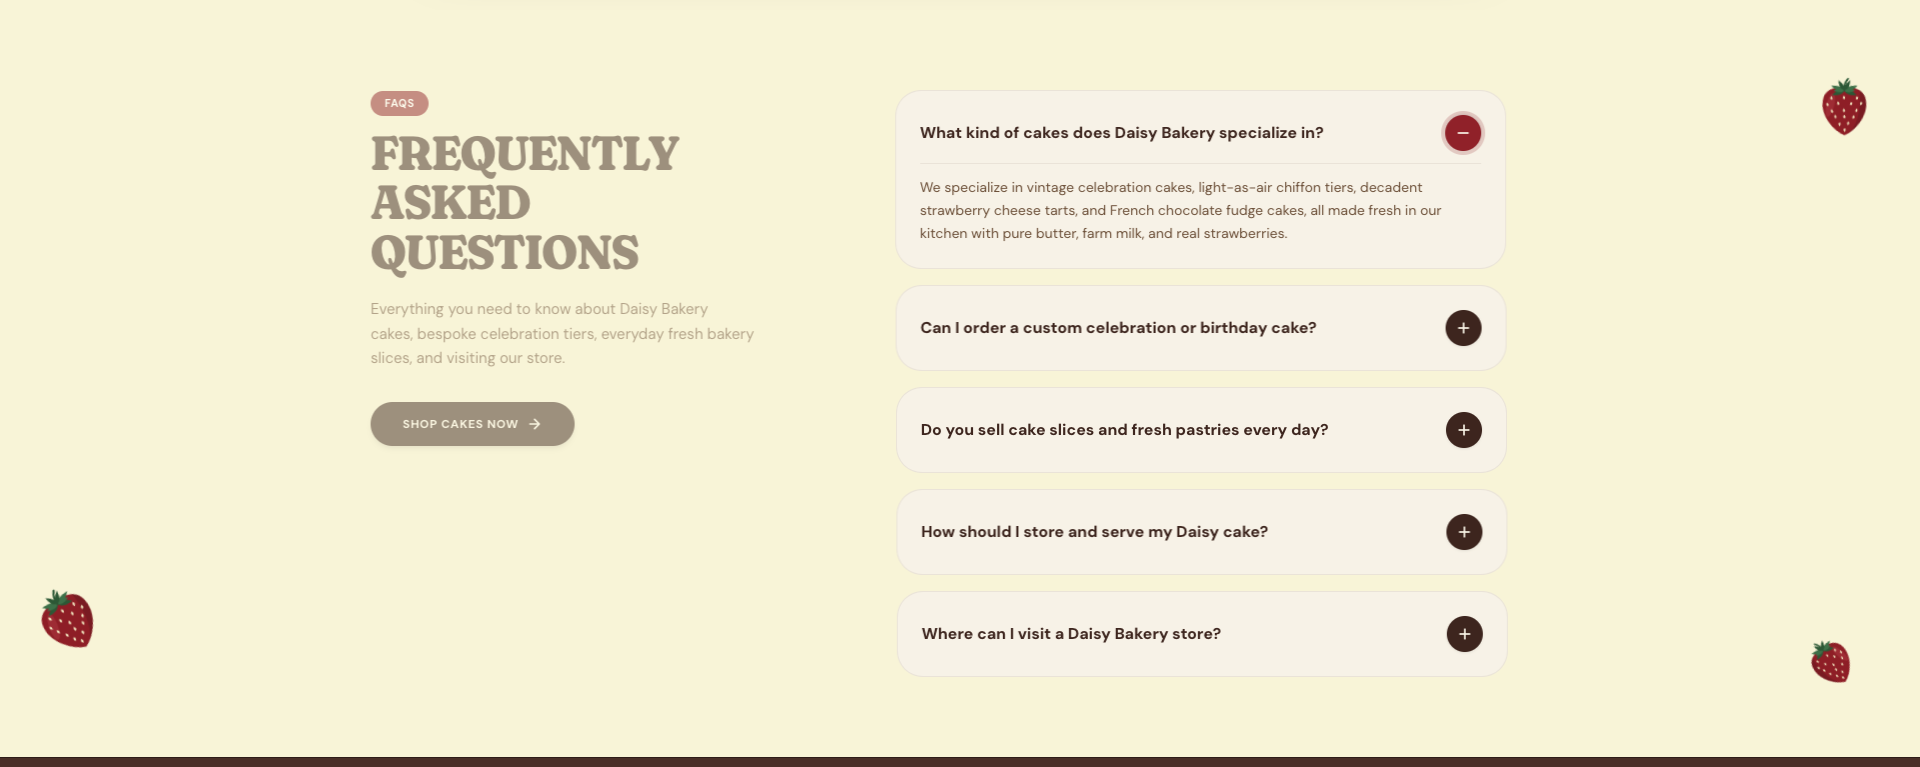 FAQS
FREQUENTLY
ASKED
QUESTIONS
Everything you need to know about Daisy Bakery
cakes, bespoke celebration tiers, everyday fresh bakery
slices, and visiting our store.
SHOP CAKES NOW →
What kind of cakes does Daisy Bakery specialize in?
We specialize in vintage celebration cakes, light-as-air chiffon tiers, decadent
strawberry cheese tarts, and French chocolate fudge cakes, all made fresh in our
kitchen with pure butter, farm milk, and real strawberries.
Can I order a custom celebration or birthday cake?
Do you sell cake slices and fresh pastries every day?
How should I store and serve my Daisy cake?
Where can I visit a Daisy Bakery store?